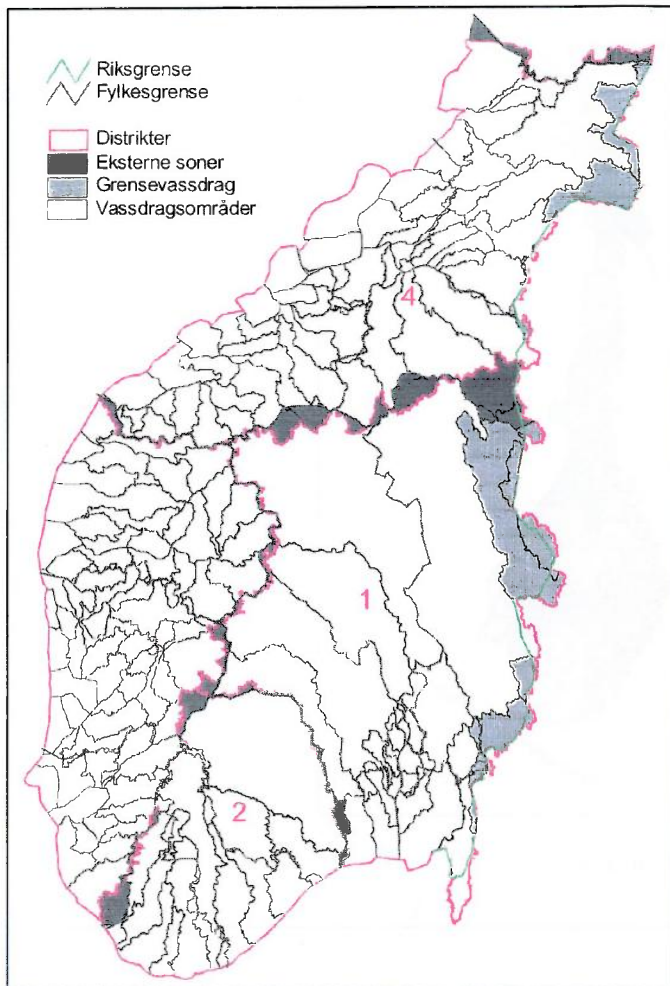 Riksgrense
Fylkesgrense
Distrikter
Eksterne soner
Grensevassdrag
Vassdragsområder
4
1
2